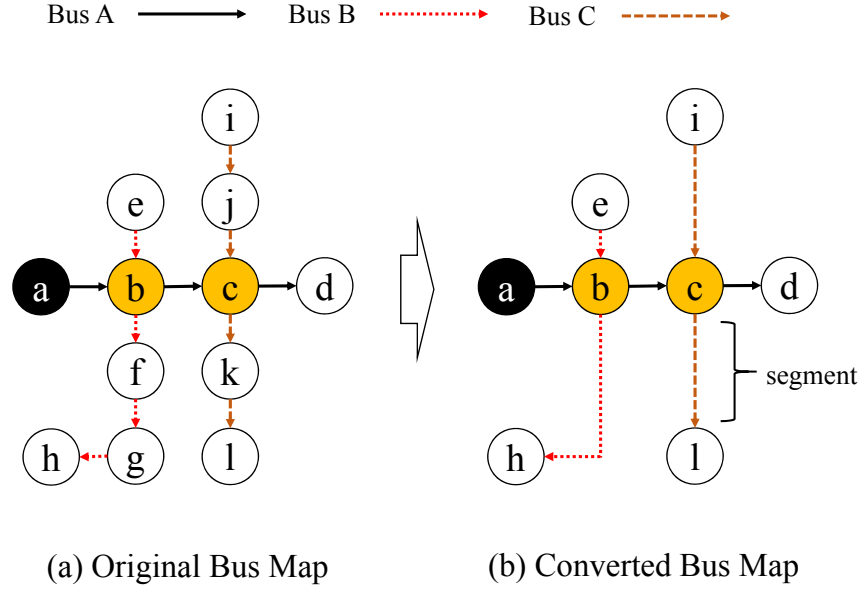 Bus A Bus B Bus C
i i
e j e j
a b c d a b c d
f k segment
h g l h l
(a) Original Bus Map (b) Converted Bus Map